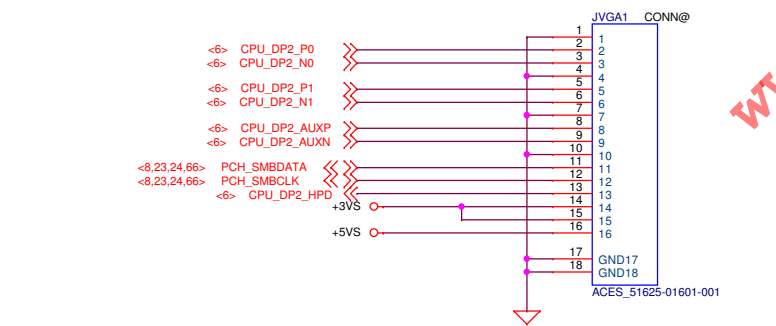 JVGA1 CONN@
1 1
<6> CPU_DP2_P0 2 2
<6> CPU_DP2_N0 3 3
4 4
<6> CPU_DP2_P1 5 5
<6> CPU_DP2_N1 6 6
7 7
<6> CPU_DP2_AUXP 8 8
<6> CPU_DP2_AUXN 9 9
10 10
<8,23,24,66> PCH_SMBDATA 11 11
<8,23,24,66> PCH_SMBCLK 12 12
<6> CPU_DP2_HPD 13 13
+3VS 14 14
15 15
+5VS 16 16
17 GND17
18 GND18
ACES_51625-01601-001